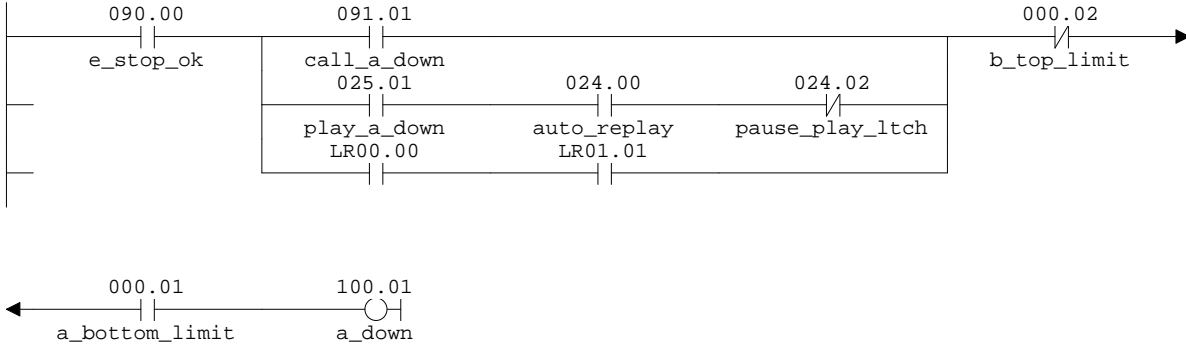 090.00 091.01 000.02
e_stop_ok call_a_down b_top_limit
025.01 024.00 024.02
play_a_down auto_replay pause_play_ltch
LR00.00 LR01.01
000.01 100.01
a_bottom_limit a_down